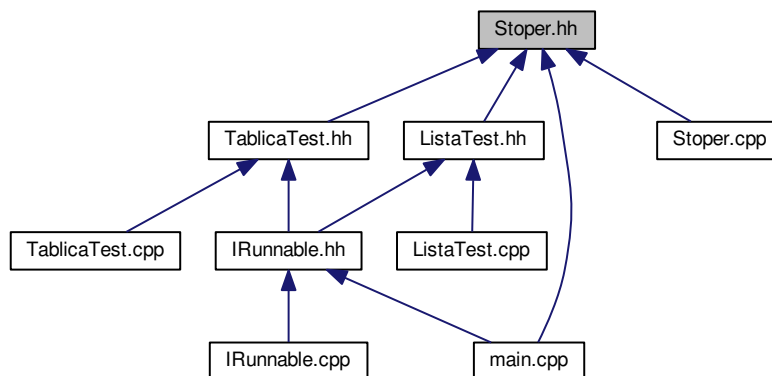 Stoper.hh
TablicaTest.hh
ListaTest.hh
Stoper.cpp
TablicaTest.cpp
IRunnable.hh
ListaTest.cpp
IRunnable.cpp
main.cpp